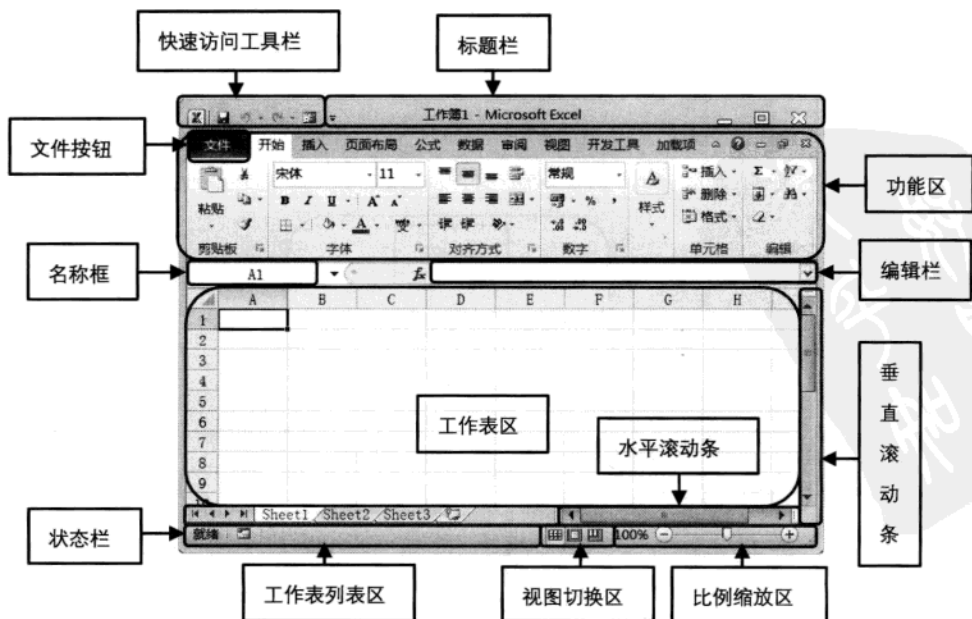 快速访问工具栏
标题栏
工作簿1 - Microsoft Excel
文件按钮
文件 开始 插入 页面布局 公式 数据 审阅 视图 开发工具 加载项
宋体 11 常规 插入 Σ
粘贴 B I U A A % , 样式 删除
A 格式
剪贴板 字体 对齐方式 数字 单元格 编辑
功能区
名称框
A1 fx
编辑栏
A B C D E F G H
1
2
3
4
5
6
7
8
9
工作表区
水平滚动条
垂直滚动条
Sheet1 Sheet2 Sheet3
状态栏
就绪 100%
工作表列表区
视图切换区
比例缩放区